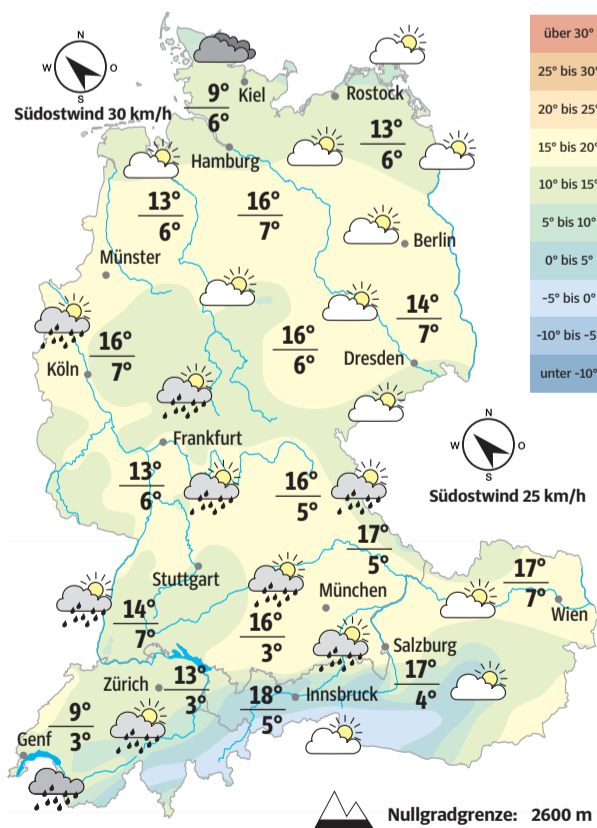 über 30°
25° bis 30°
20° bis 25°
15° bis 20°
10° bis 15°
5° bis 10°
0° bis 5°
-5° bis 0°
-10° bis -5°
unter -10°
N
W O
S
Südostwind 30 km/h
9°
6°
Kiel
Rostock
13°
6°
Hamburg
13°
6°
16°
7°
Berlin
Münster
14°
7°
16°
7°
16°
6°
Köln
Dresden
N
W O
S
Südostwind 25 km/h
Frankfurt
13°
6°
16°
5°
17°
5°
Stuttgart
München
17°
7°
Wien
14°
7°
16°
3°
Salzburg
17°
4°
Zürich
13°
3°
18°
5°
Innsbruck
9°
3°
Genf
Nullgradgrenze: 2600 m